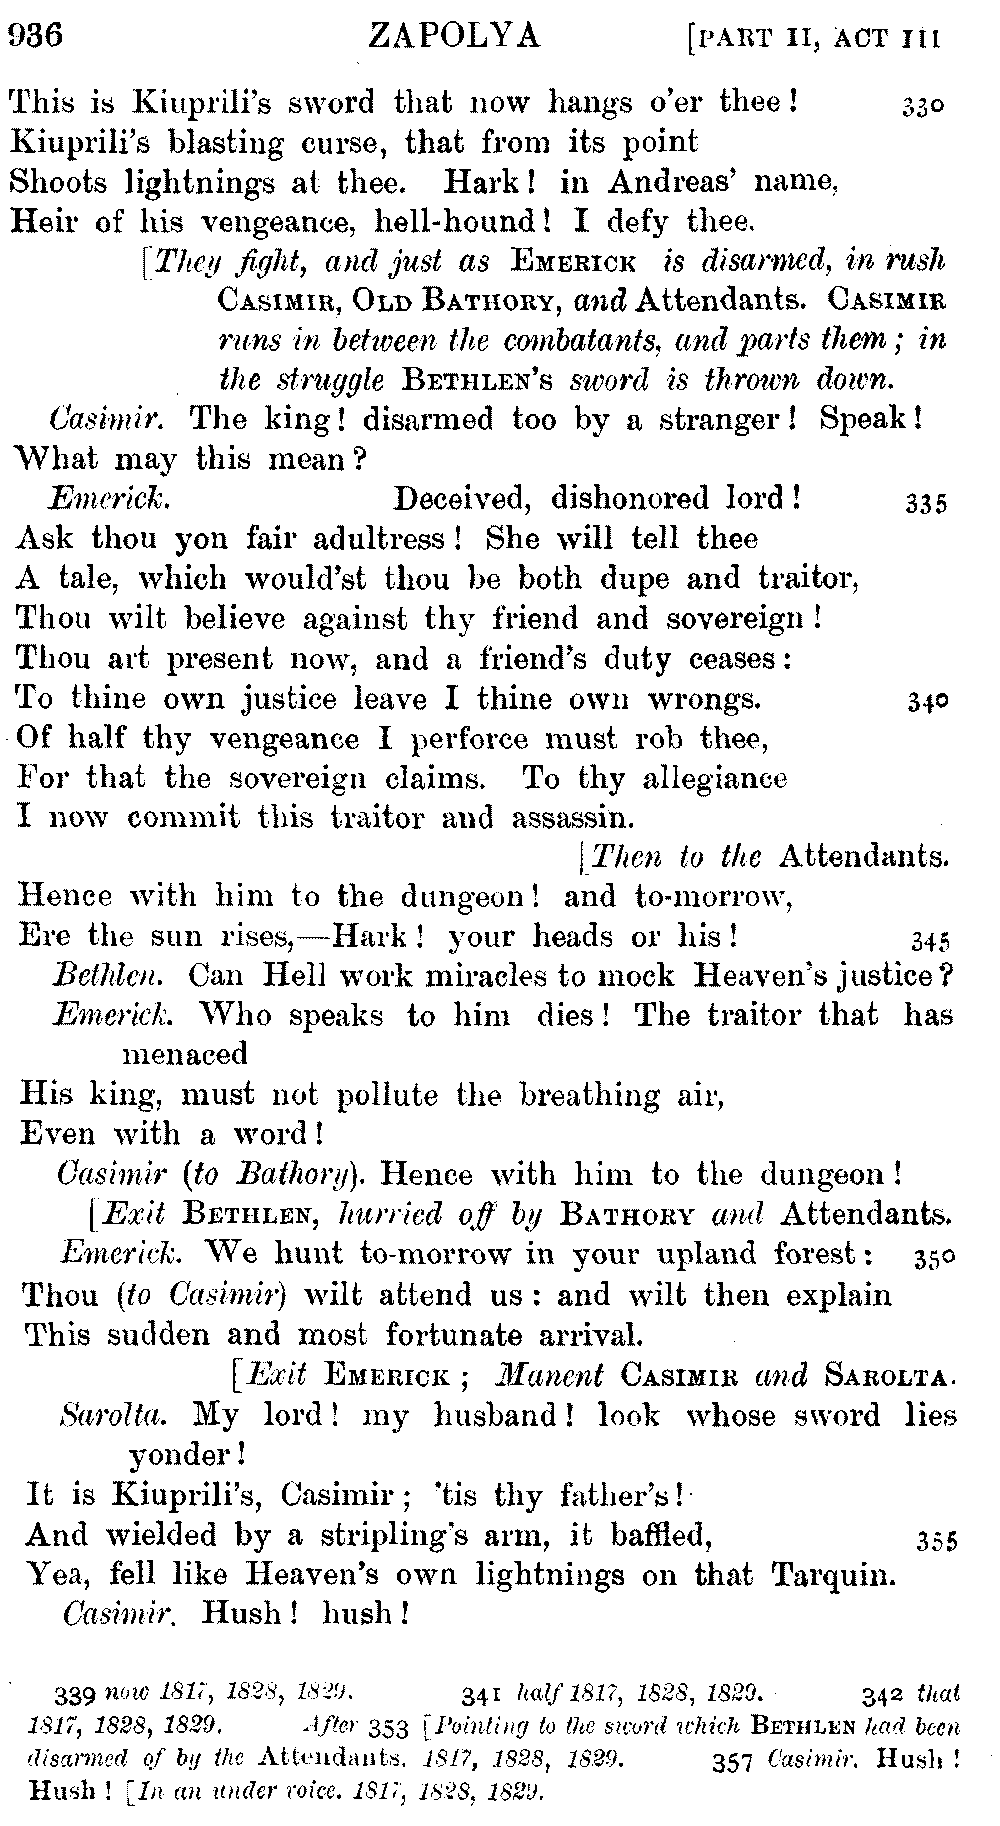 936 ZAPOLYA [PART II, ACT III
This is Kiuprili's sword that now hangs o'er thee! 330
Kiuprili's blasting curse, that from its point
Shoots lightnings at thee. Hark! in Andreas' name,
Heir of his vengeance, hell-hound! I defy thee.
[They fight, and just as EMERICK is disarmed, in rush
CASIMIR, OLD BATHORY, and Attendants. CASIMIR
runs in between the combatants, and parts them; in
the struggle BETHLEN'S sword is thrown down.
Casimir. The king! disarmed too by a stranger! Speak!
What may this mean?
Emerick. Deceived, dishonored lord! 335
Ask thou yon fair adultress! She will tell thee
A tale, which would'st thou be both dupe and traitor,
Thou wilt believe against thy friend and sovereign!
Thou art present now, and a friend's duty ceases:
To thine own justice leave I thine own wrongs. 340
Of half thy vengeance I perforce must rob thee,
For that the sovereign claims. To thy allegiance
I now commit this traitor and assassin.
[Then to the Attendants.
Hence with him to the dungeon! and to-morrow,
Ere the sun rises,—Hark! your heads or his! 345
Bethlen. Can Hell work miracles to mock Heaven's justice?
Emerick. Who speaks to him dies! The traitor that has
menaced
His king, must not pollute the breathing air,
Even with a word!
Casimir (to Bathory). Hence with him to the dungeon!
[Exit BETHLEN, hurried off by BATHORY and Attendants.
Emerick. We hunt to-morrow in your upland forest: 350
Thou (to Casimir) wilt attend us: and wilt then explain
This sudden and most fortunate arrival.
[Exit EMERICK; Manent CASIMIR and SAROLTA.
Sarolta. My lord! my husband! look whose sword lies
yonder!
It is Kiuprili's, Casimir; 'tis thy father's!
And wielded by a stripling's arm, it baffled, 355
Yea, fell like Heaven's own lightnings on that Tarquin.
Casimir. Hush! hush!
339 now 1817, 1828, 1829. 341 half 1817, 1828, 1829. 342 that
1817, 1828, 1829. After 353 [Pointing to the sword which BETHLEN had been
disarmed of by the Attendants. 1817, 1828, 1829. 357 Casimir. Hush!
Hush! [In an under voice. 1817, 1828, 1829.